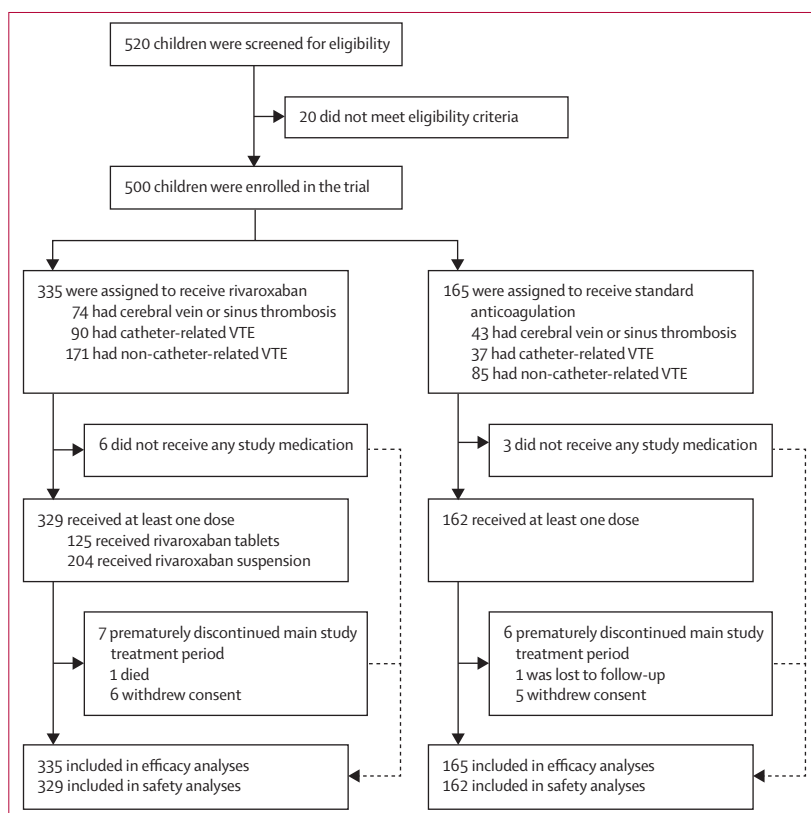 520 children were screened for eligibility
20 did not meet eligibility criteria
500 children were enrolled in the trial
335 were assigned to receive rivaroxaban
74 had cerebral vein or sinus thrombosis
90 had catheter-related VTE
171 had non-catheter-related VTE
165 were assigned to receive standard
anticoagulation
43 had cerebral vein or sinus thrombosis
37 had catheter-related VTE
85 had non-catheter-related VTE
6 did not receive any study medication
3 did not receive any study medication
329 received at least one dose
125 received rivaroxaban tablets
204 received rivaroxaban suspension
162 received at least one dose
7 prematurely discontinued main study
treatment period
1 died
6 withdrew consent
6 prematurely discontinued main study
treatment period
1 was lost to follow-up
5 withdrew consent
335 included in efficacy analyses
329 included in safety analyses
165 included in efficacy analyses
162 included in safety analyses